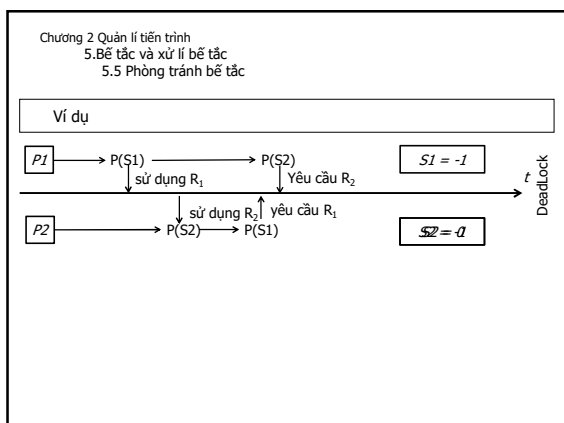 Chương 2 Quản lí tiến trình
5.Bế tắc và xử lí bế tắc
5.5 Phòng tránh bế tắc
Ví dụ
P1 P(S1) P(S2) S1 = -1
sử dụng R1 Yêu cầu R2
t
DeadLock
sử dụng R2 yêu cầu R1
P2 P(S2) P(S1)